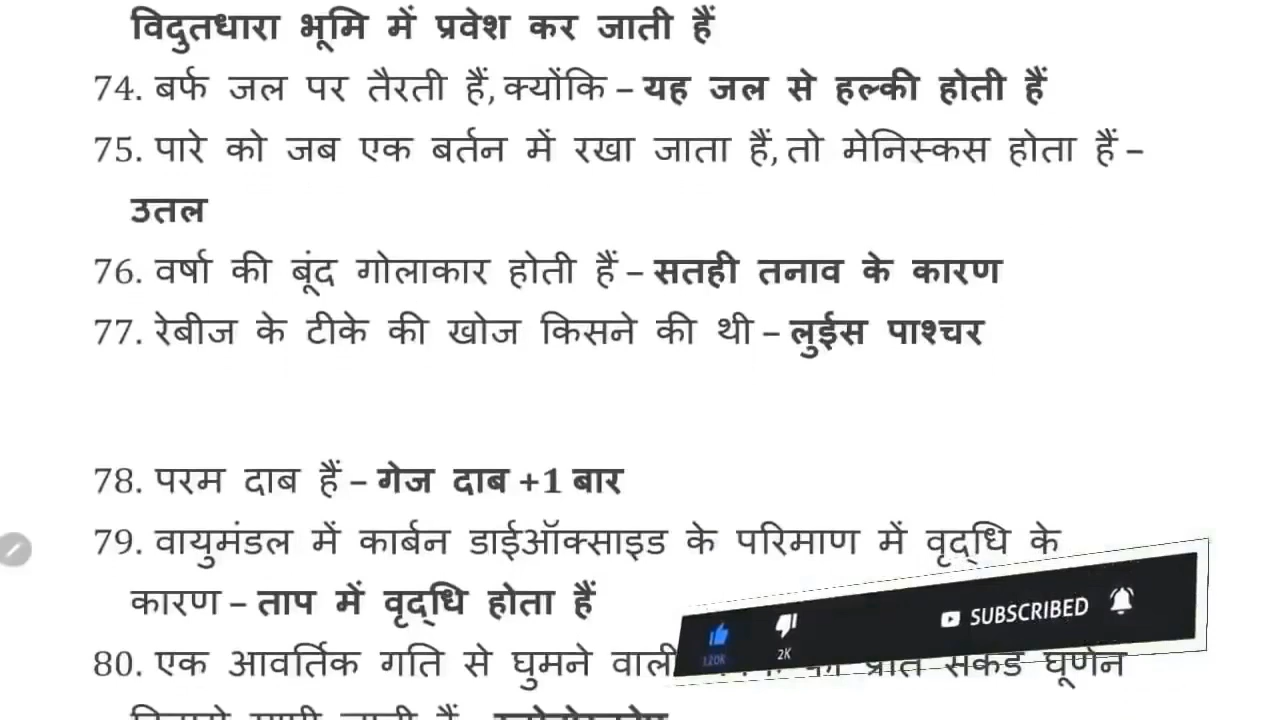 विदुतधारा भूमि में प्रवेश कर जाती हैं
74. बर्फ जल पर तैरती हैं, क्योंकि – यह जल से हल्की होती हैं
75. पारे को जब एक बर्तन में रखा जाता हैं, तो मेनिस्कस होता हैं –
उतल
76. वर्षा की बूंद गोलाकार होती हैं – सतही तनाव के कारण
77. रेबीज के टीके की खोज किसने की थी – लुईस पाश्चर
78. परम दाब हैं – गेज दाब +1 बार
79. वायुमंडल में कार्बन डाईऑक्साइड के परिमाण में वृद्धि के
कारण – ताप में वृद्धि होता हैं
80. एक आवर्तिक गति से घुमने वाली घूर्णन
120K 2K SUBSCRIBED